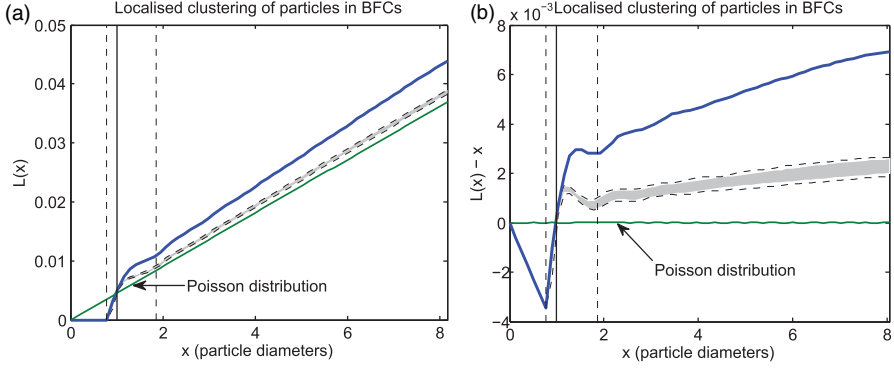 (a)
Localised clustering of particles in BFCs
0.05
0.04
0.03
0.02
0.01
0
L(x)
Poisson distribution
0 2 4 6 8
x (particle diameters)
(b)
× 10⁻³ Localised clustering of particles in BFCs
8
6
4
2
0
−2
−4
L(x) − x
Poisson distribution
0 2 4 6 8
x (particle diameters)